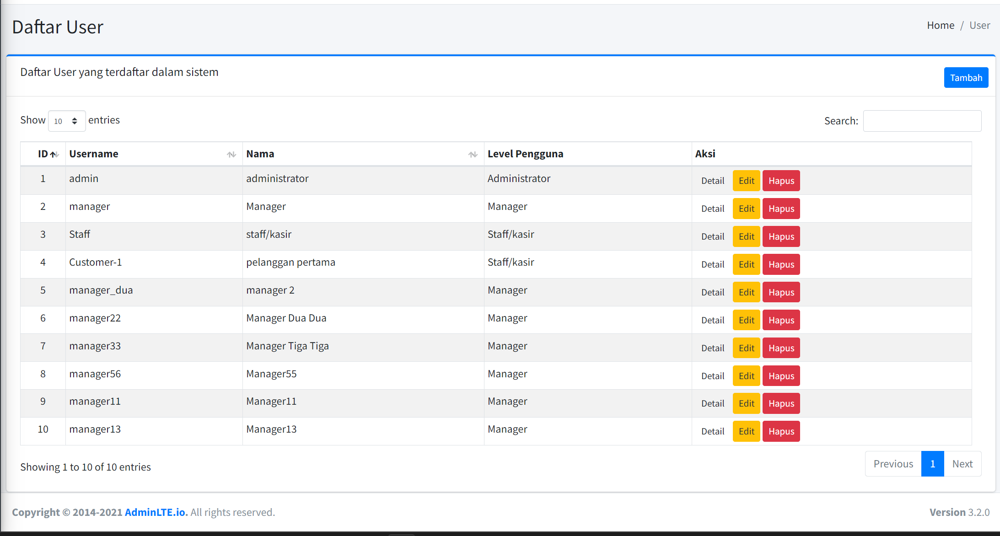 Daftar User
Home / User
Daftar User yang terdaftar dalam sistem
Tambah
Show 10 entries
Search:
ID Username Nama Level Pengguna Aksi
1 admin administrator Administrator Detail Edit Hapus
2 manager Manager Manager Detail Edit Hapus
3 Staff staff/kasir Staff/kasir Detail Edit Hapus
4 Customer-1 pelanggan pertama Staff/kasir Detail Edit Hapus
5 manager_dua manager 2 Manager Detail Edit Hapus
6 manager22 Manager Dua Dua Manager Detail Edit Hapus
7 manager33 Manager Tiga Tiga Manager Detail Edit Hapus
8 manager56 Manager55 Manager Detail Edit Hapus
9 manager11 Manager11 Manager Detail Edit Hapus
10 manager13 Manager13 Manager Detail Edit Hapus
Showing 1 to 10 of 10 entries
Previous 1 Next
Copyright © 2014-2021 AdminLTE.io. All rights reserved.
Version 3.2.0